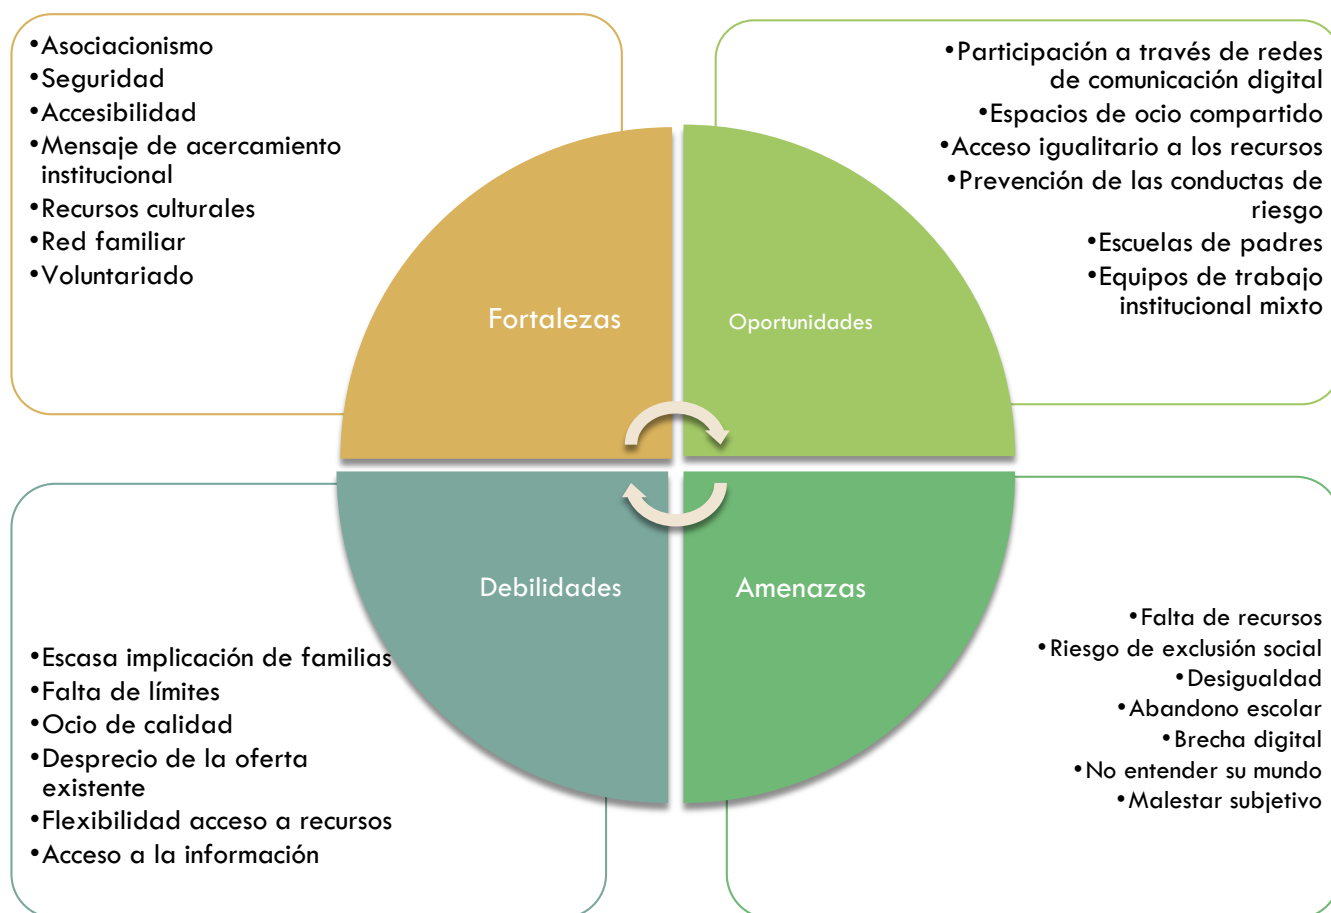 •Asociacionismo
•Seguridad
•Accesibilidad
•Mensaje de acercamiento
institucional
•Recursos culturales
•Red familiar
•Voluntariado
•Participación a través de redes
de comunicación digital
•Espacios de ocio compartido
•Acceso igualitario a los recursos
•Prevención de las conductas de
riesgo
•Escuelas de padres
•Equipos de trabajo
institucional mixto
Fortalezas
Oportunidades
Debilidades
Amenazas
•Escasa implicación de familias
•Falta de límites
•Ocio de calidad
•Desprecio de la oferta
existente
•Flexibilidad acceso a recursos
•Acceso a la información
•Falta de recursos
•Riesgo de exclusión social
•Desigualdad
•Abandono escolar
•Brecha digital
•No entender su mundo
•Malestar subjetivo